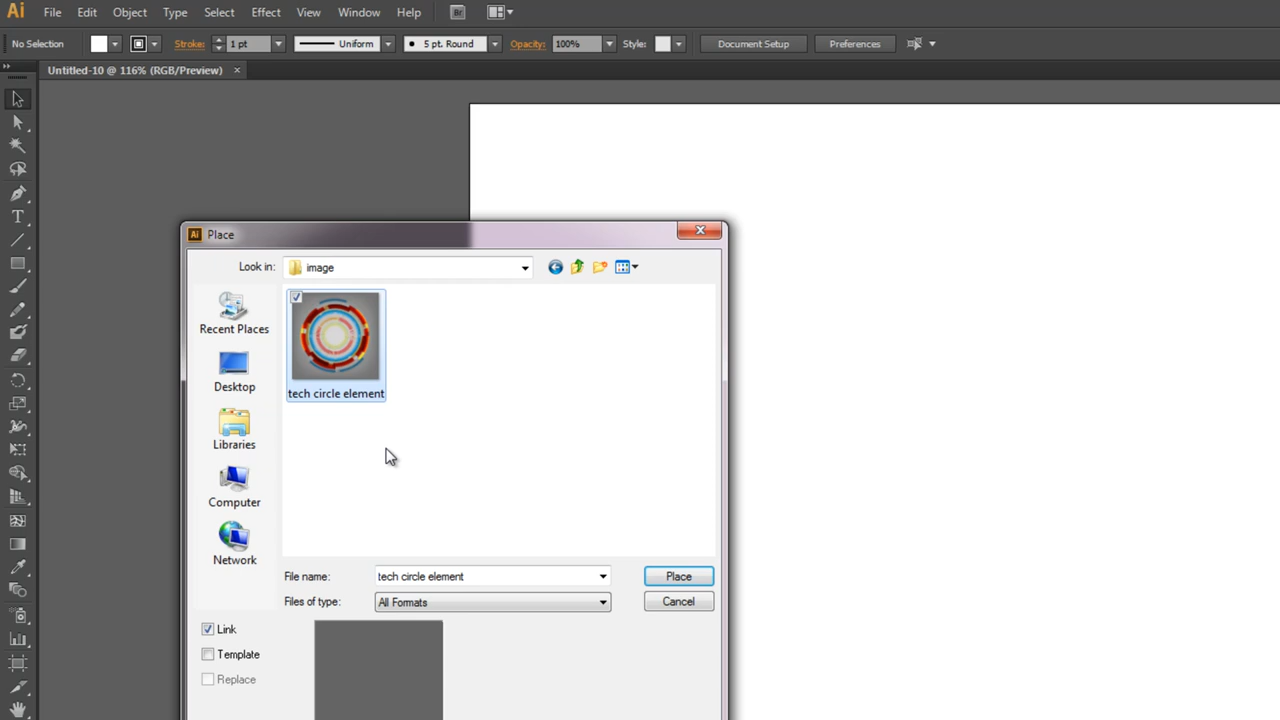 Ai File Edit Object Type Select Effect View Window Help Br
No Selection Stroke: 1 pt Uniform 5 pt. Round Opacity: 100% Style: Document Setup Preferences
Untitled-10 @ 116% (RGB/Preview) ×
Ai Place
Look in: image
Recent Places
Desktop
Libraries
Computer
Network
tech circle element
File name: tech circle element Place
Files of type: All Formats Cancel
Link
Template
Replace